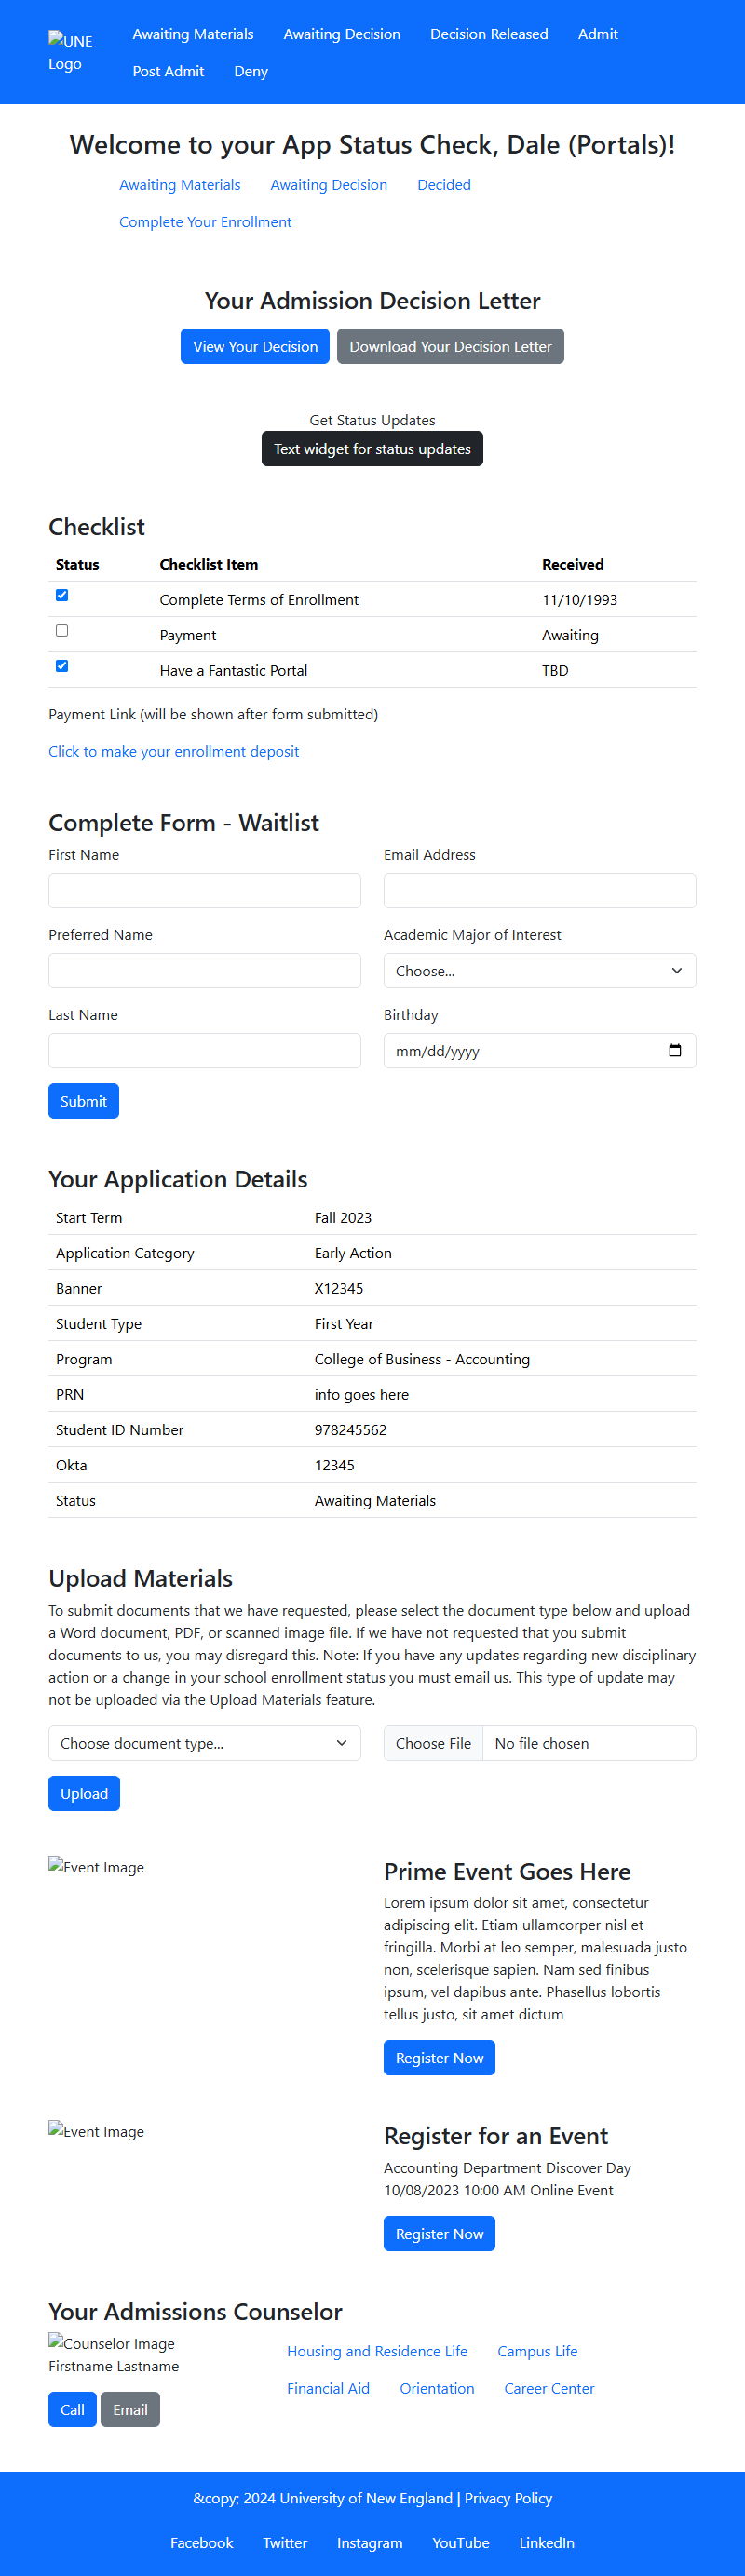 UNE
Logo
Awaiting Materials Awaiting Decision Decision Released Admit
Post Admit Deny
Welcome to your App Status Check, Dale (Portals)!
Awaiting Materials Awaiting Decision Decided
Complete Your Enrollment
Your Admission Decision Letter
View Your Decision Download Your Decision Letter
Get Status Updates
Text widget for status updates
Checklist
Status Checklist Item Received
Complete Terms of Enrollment 11/10/1993
Payment Awaiting
Have a Fantastic Portal TBD
Payment Link (will be shown after form submitted)
Click to make your enrollment deposit
Complete Form - Waitlist
First Name Email Address
Preferred Name Academic Major of Interest
Choose...
Last Name Birthday
mm/dd/yyyy
Submit
Your Application Details
Start Term Fall 2023
Application Category Early Action
Banner X12345
Student Type First Year
Program College of Business - Accounting
PRN info goes here
Student ID Number 978245562
Okta 12345
Status Awaiting Materials
Upload Materials
To submit documents that we have requested, please select the document type below and upload
a Word document, PDF, or scanned image file. If we have not requested that you submit
documents to us, you may disregard this. Note: If you have any updates regarding new disciplinary
action or a change in your school enrollment status you must email us. This type of update may
not be uploaded via the Upload Materials feature.
Choose document type... Choose File No file chosen
Upload
Event Image
Prime Event Goes Here
Lorem ipsum dolor sit amet, consectetur
adipiscing elit. Etiam ullamcorper nisl et
fringilla. Morbi at leo semper, malesuada justo
non, scelerisque sapien. Nam sed finibus
ipsum, vel dapibus ante. Phasellus lobortis
tellus justo, sit amet dictum
Register Now
Event Image
Register for an Event
Accounting Department Discover Day
10/08/2023 10:00 AM Online Event
Register Now
Your Admissions Counselor
Counselor Image
Firstname Lastname
Call Email
Housing and Residence Life Campus Life
Financial Aid Orientation Career Center
&copy; 2024 University of New England | Privacy Policy
Facebook Twitter Instagram YouTube LinkedIn